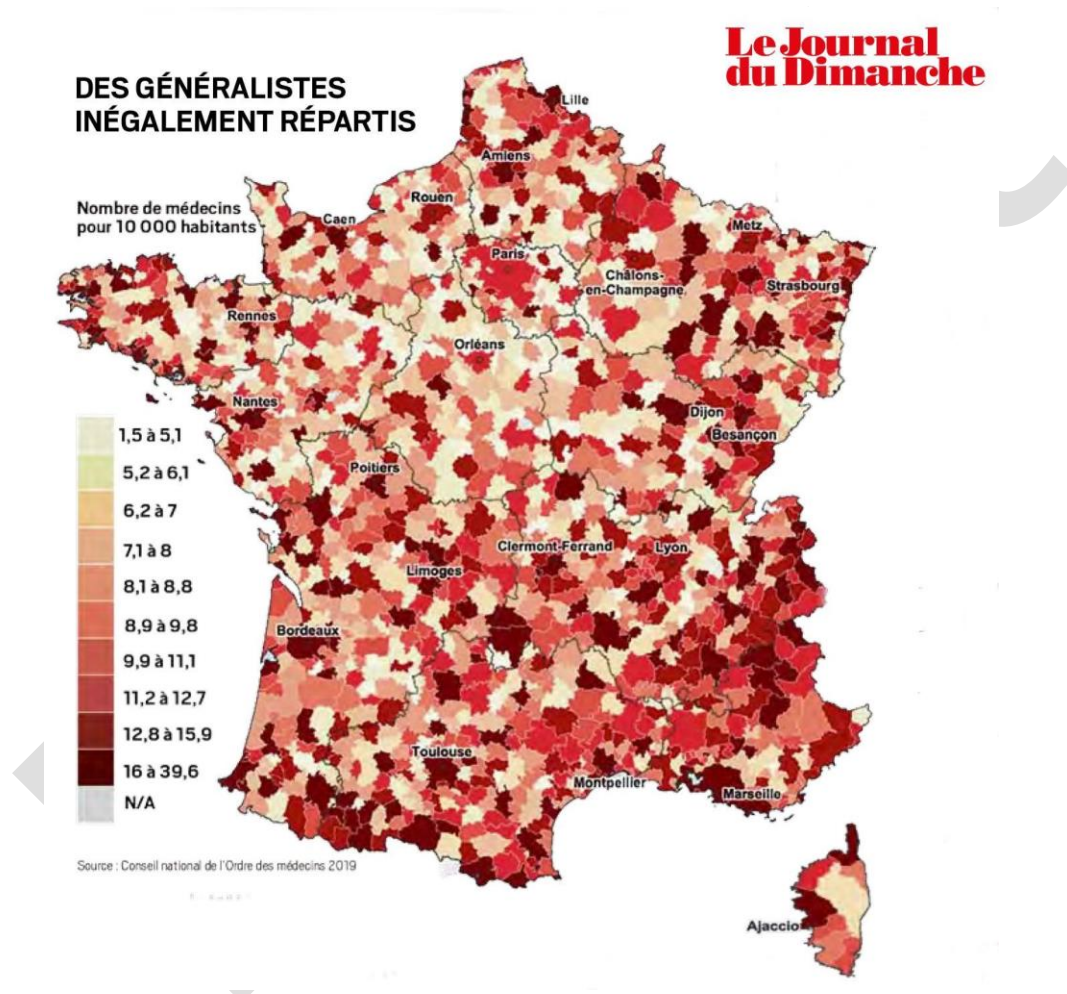 Le Journal
du Dimanche
DES GÉNÉRALISTES
INÉGALEMENT RÉPARTIS
Nombre de médecins
pour 10 000 habitants
Lille
Amiens
Rouen
Caen
Metz
Paris
Châlons-
en-Champagne
Strasbourg
Rennes
Orléans
Nantes
Dijon
Besançon
Poitiers
Clermont-Ferrand
Lyon
Limoges
Bordeaux
Toulouse
Montpellier
Marseille
Ajaccio
1,5 à 5,1
5,2 à 6,1
6,2 à 7
7,1 à 8
8,1 à 8,8
8,9 à 9,8
9,9 à 11,1
11,2 à 12,7
12,8 à 15,9
16 à 39,6
N/A
Source : Conseil national de l'Ordre des médecins 2019